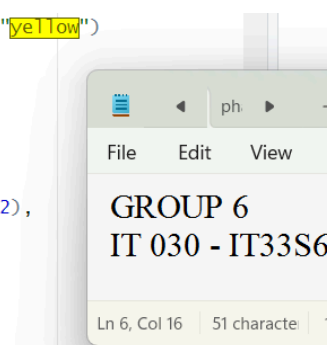 "yellow")
ph
File Edit View
2),
GROUP 6
IT 030 - IT33S6
Ln 6, Col 16 51 characte